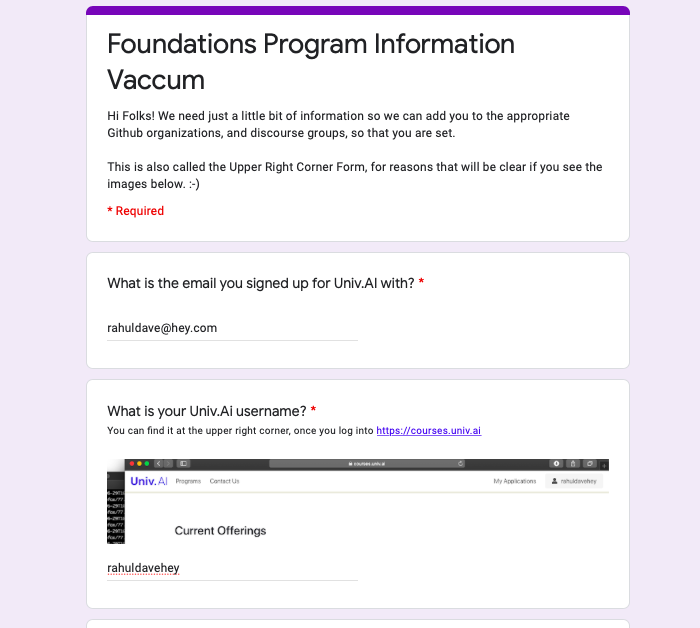 Foundations Program Information
Vaccum
Hi Folks! We need just a little bit of information so we can add you to the appropriate
Github organizations, and discourse groups, so that you are set.
This is also called the Upper Right Corner Form, for reasons that will be clear if you see the
images below. :-)
* Required
What is the email you signed up for Univ.AI with? *
rahuldave@hey.com
What is your Univ.Ai username? *
You can find it at the upper right corner, once you log into https://courses.univ.ai
courses.univ.ai
Univ.AI Programs Contact Us My Applications rahuldavehey
Current Offerings
rahuldavehey